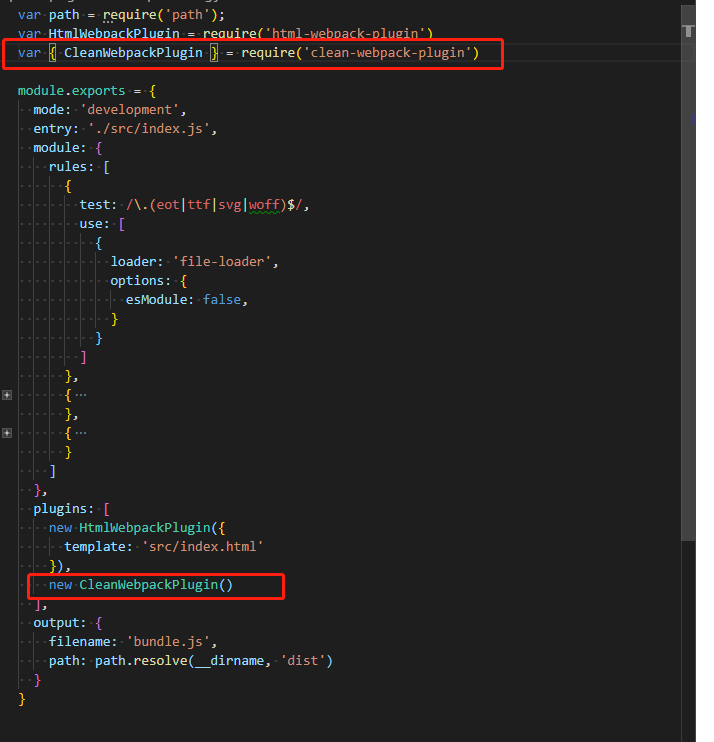 var path = require('path');
var HtmlWebpackPlugin = require('html-webpack-plugin')
var { CleanWebpackPlugin } = require('clean-webpack-plugin')
module.exports = {
mode: 'development',
entry: './src/index.js',
module: {
rules: [
{
test: /\.(eot|ttf|svg|woff)$/,
use: [
{
loader: 'file-loader',
options: {
esModule: false,
}
}
]
},
{ ...
},
{ ...
}
]
},
plugins: [
new HtmlWebpackPlugin({
template: 'src/index.html'
}),
new CleanWebpackPlugin()
],
output: {
filename: 'bundle.js',
path: path.resolve(__dirname, 'dist')
}
}